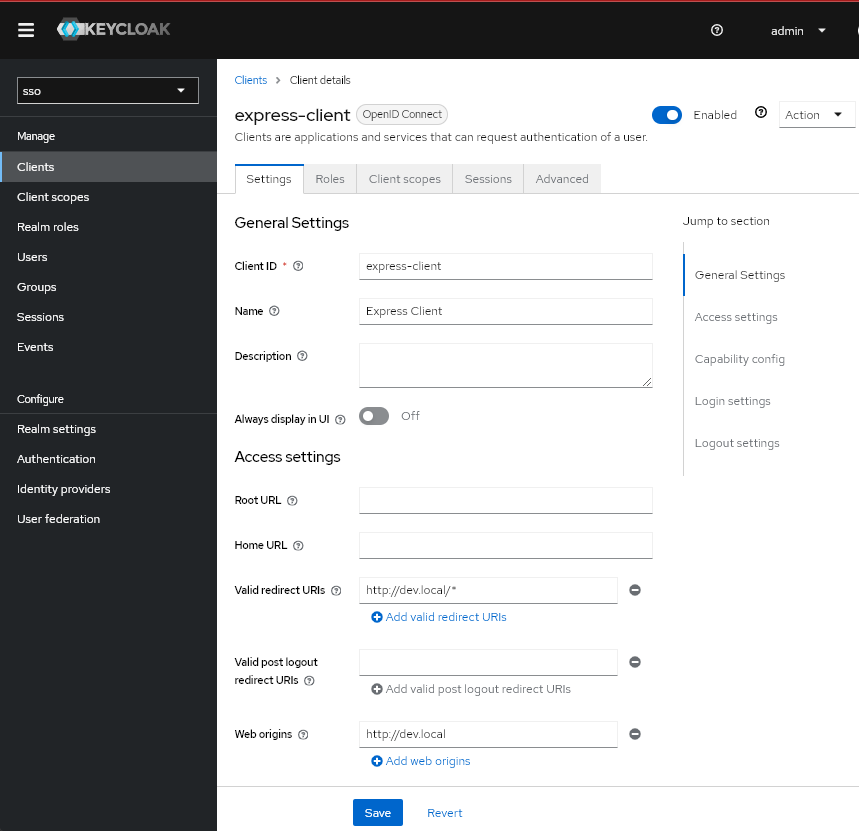 KEYCLOAK
admin
sso
Manage
Clients
Client scopes
Realm roles
Users
Groups
Sessions
Events
Configure
Realm settings
Authentication
Identity providers
User federation
Clients > Client details
express-client OpenID Connect
Enabled
Action
Clients are applications and services that can request authentication of a user.
Settings Roles Client scopes Sessions Advanced
General Settings
Client ID * express-client
Name Express Client
Description
Always display in UI Off
Access settings
Root URL
Home URL
Valid redirect URIs http://dev.local/*
Add valid redirect URIs
Valid post logout
redirect URIs
Add valid post logout redirect URIs
Web origins http://dev.local
Add web origins
Save Revert
Jump to section
General Settings
Access settings
Capability config
Login settings
Logout settings